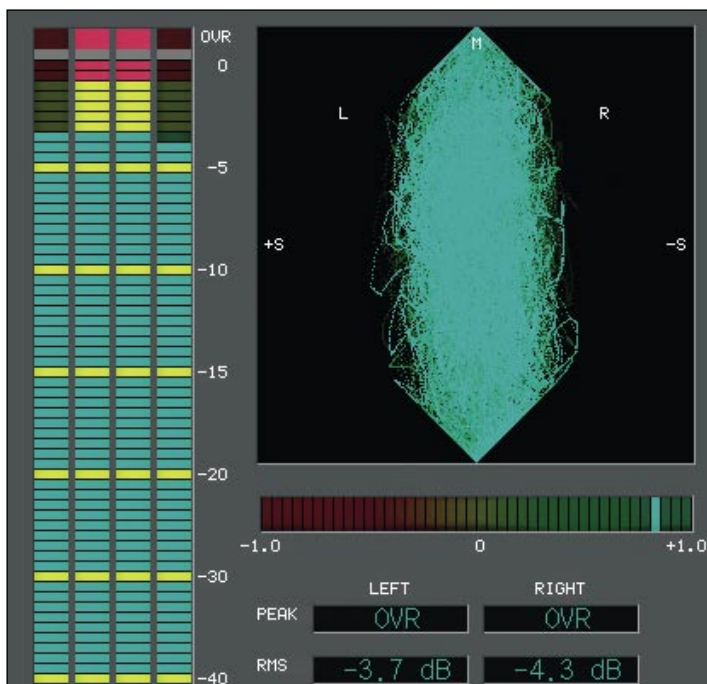 OVR
0
-5
-10
-15
-20
-30
-40
M
L R
+S -S
-1.0 0 +1.0
LEFT RIGHT
PEAK OVR OVR
RMS -3.7 dB -4.3 dB